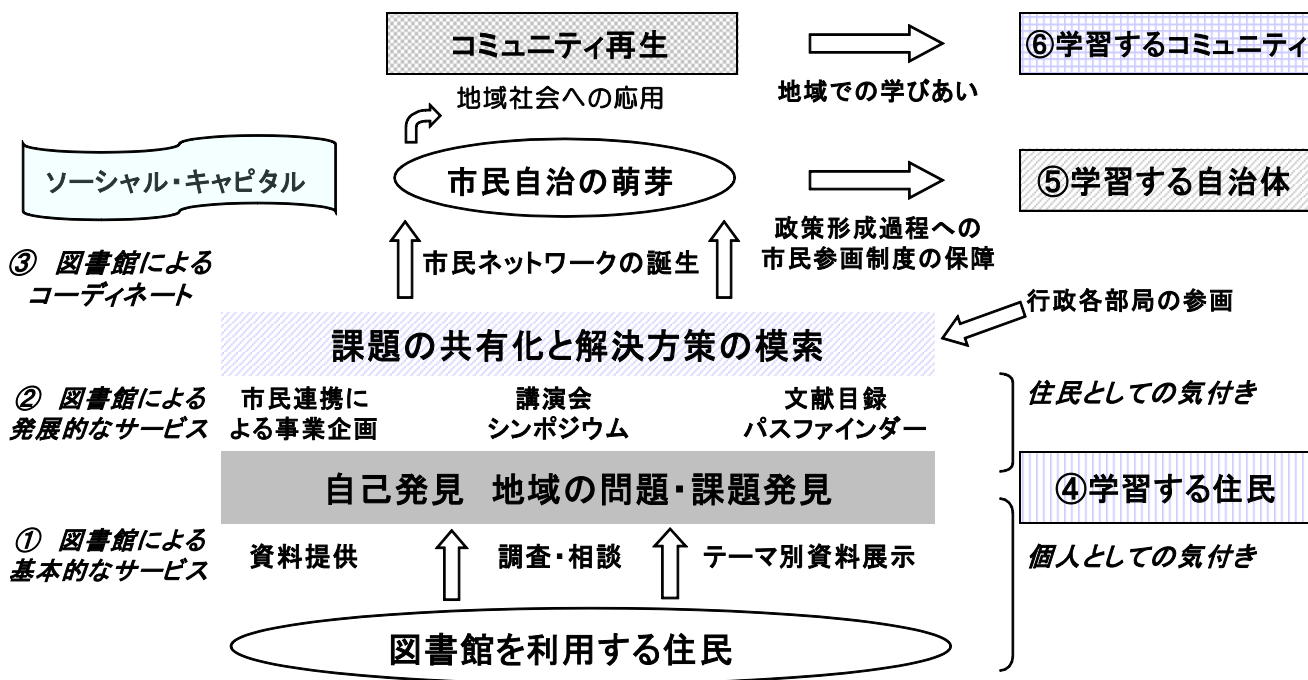 コミュニティ再生
⑥学習するコミュニティ
地域社会への応用
地域での学びあい
ソーシャル・キャピタル
市民自治の萌芽
⑤学習する自治体
政策形成過程への
市民参画制度の保障
③ 図書館による
コーディネート
市民ネットワークの誕生
行政各部局の参画
課題の共有化と解決方策の模索
② 図書館による
発展的なサービス
市民連携に
よる事業企画
講演会
シンポジウム
文献目録
パスファインダー
住民としての気付き
自己発見 地域の問題・課題発見
④学習する住民
① 図書館による
基本的なサービス
資料提供
調査・相談
テーマ別資料展示
個人としての気付き
図書館を利用する住民